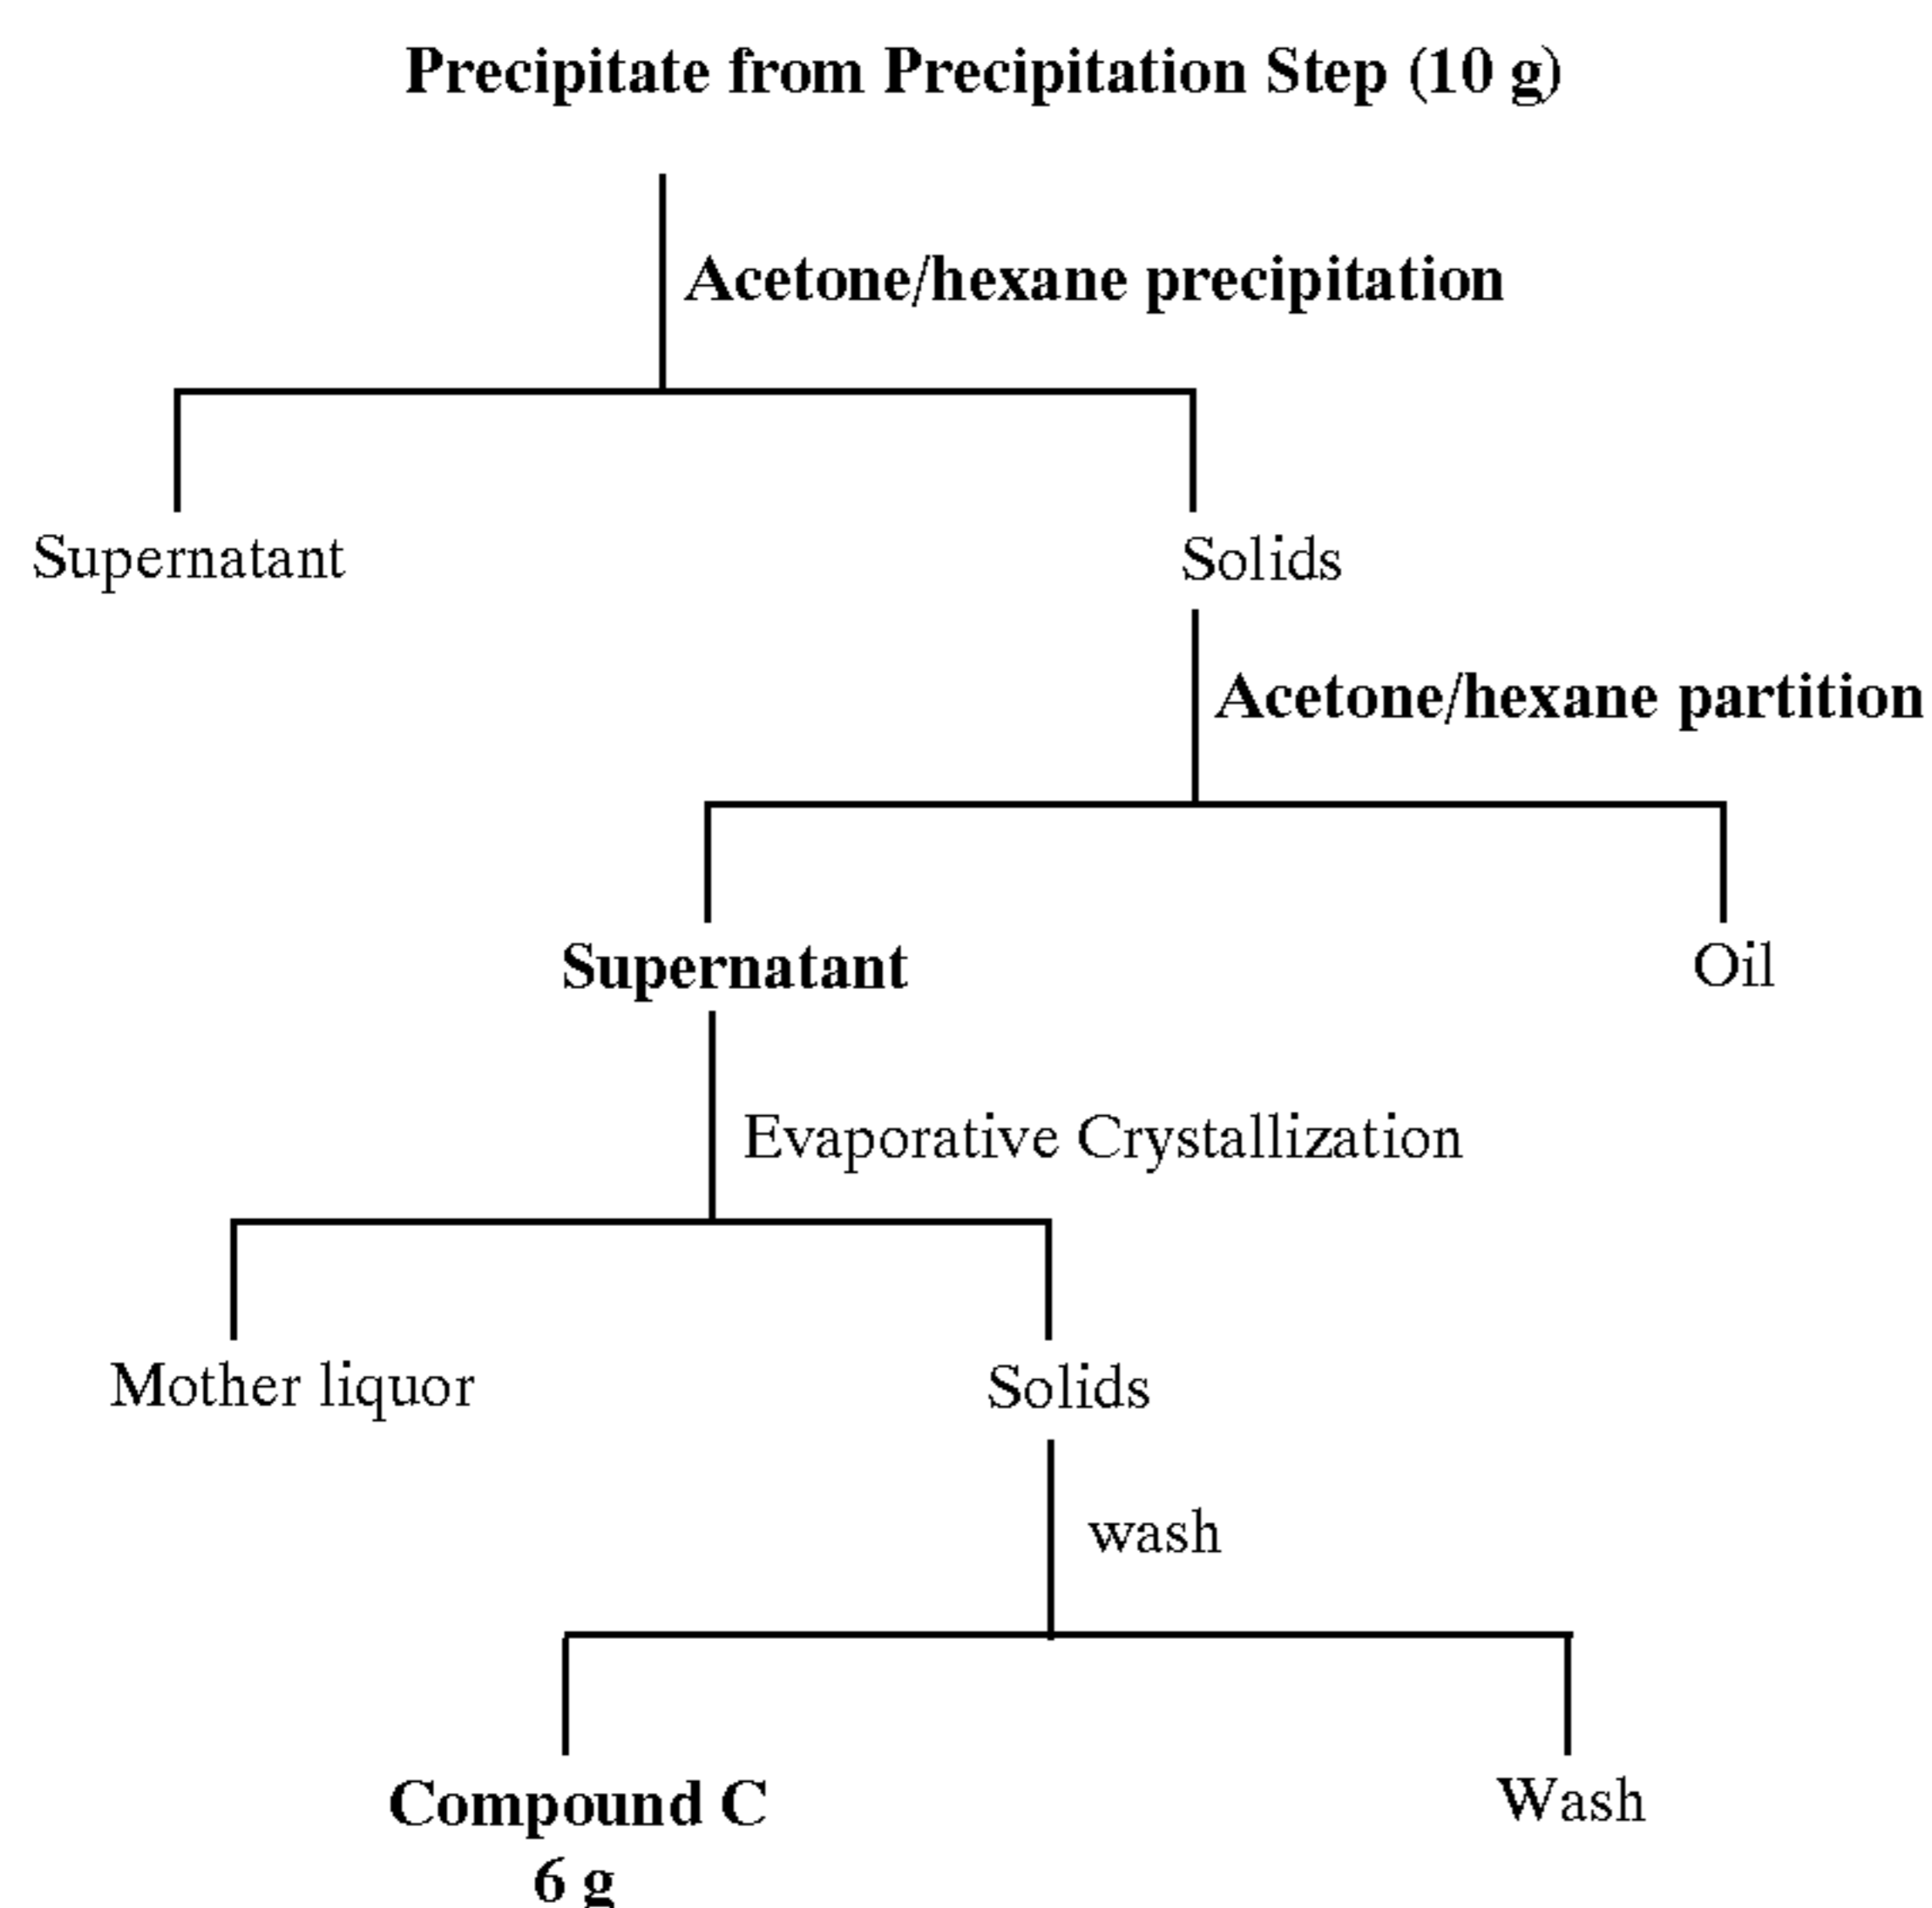 Precipitate from Precipitation Step (10 g)
Acetone/hexane precipitation
Supernatant
Solids
Acetone/hexane partition
Supernatant
Oil
Evaporative Crystallization
Mother liquor
Solids
wash
Compound C
6 g
Wash